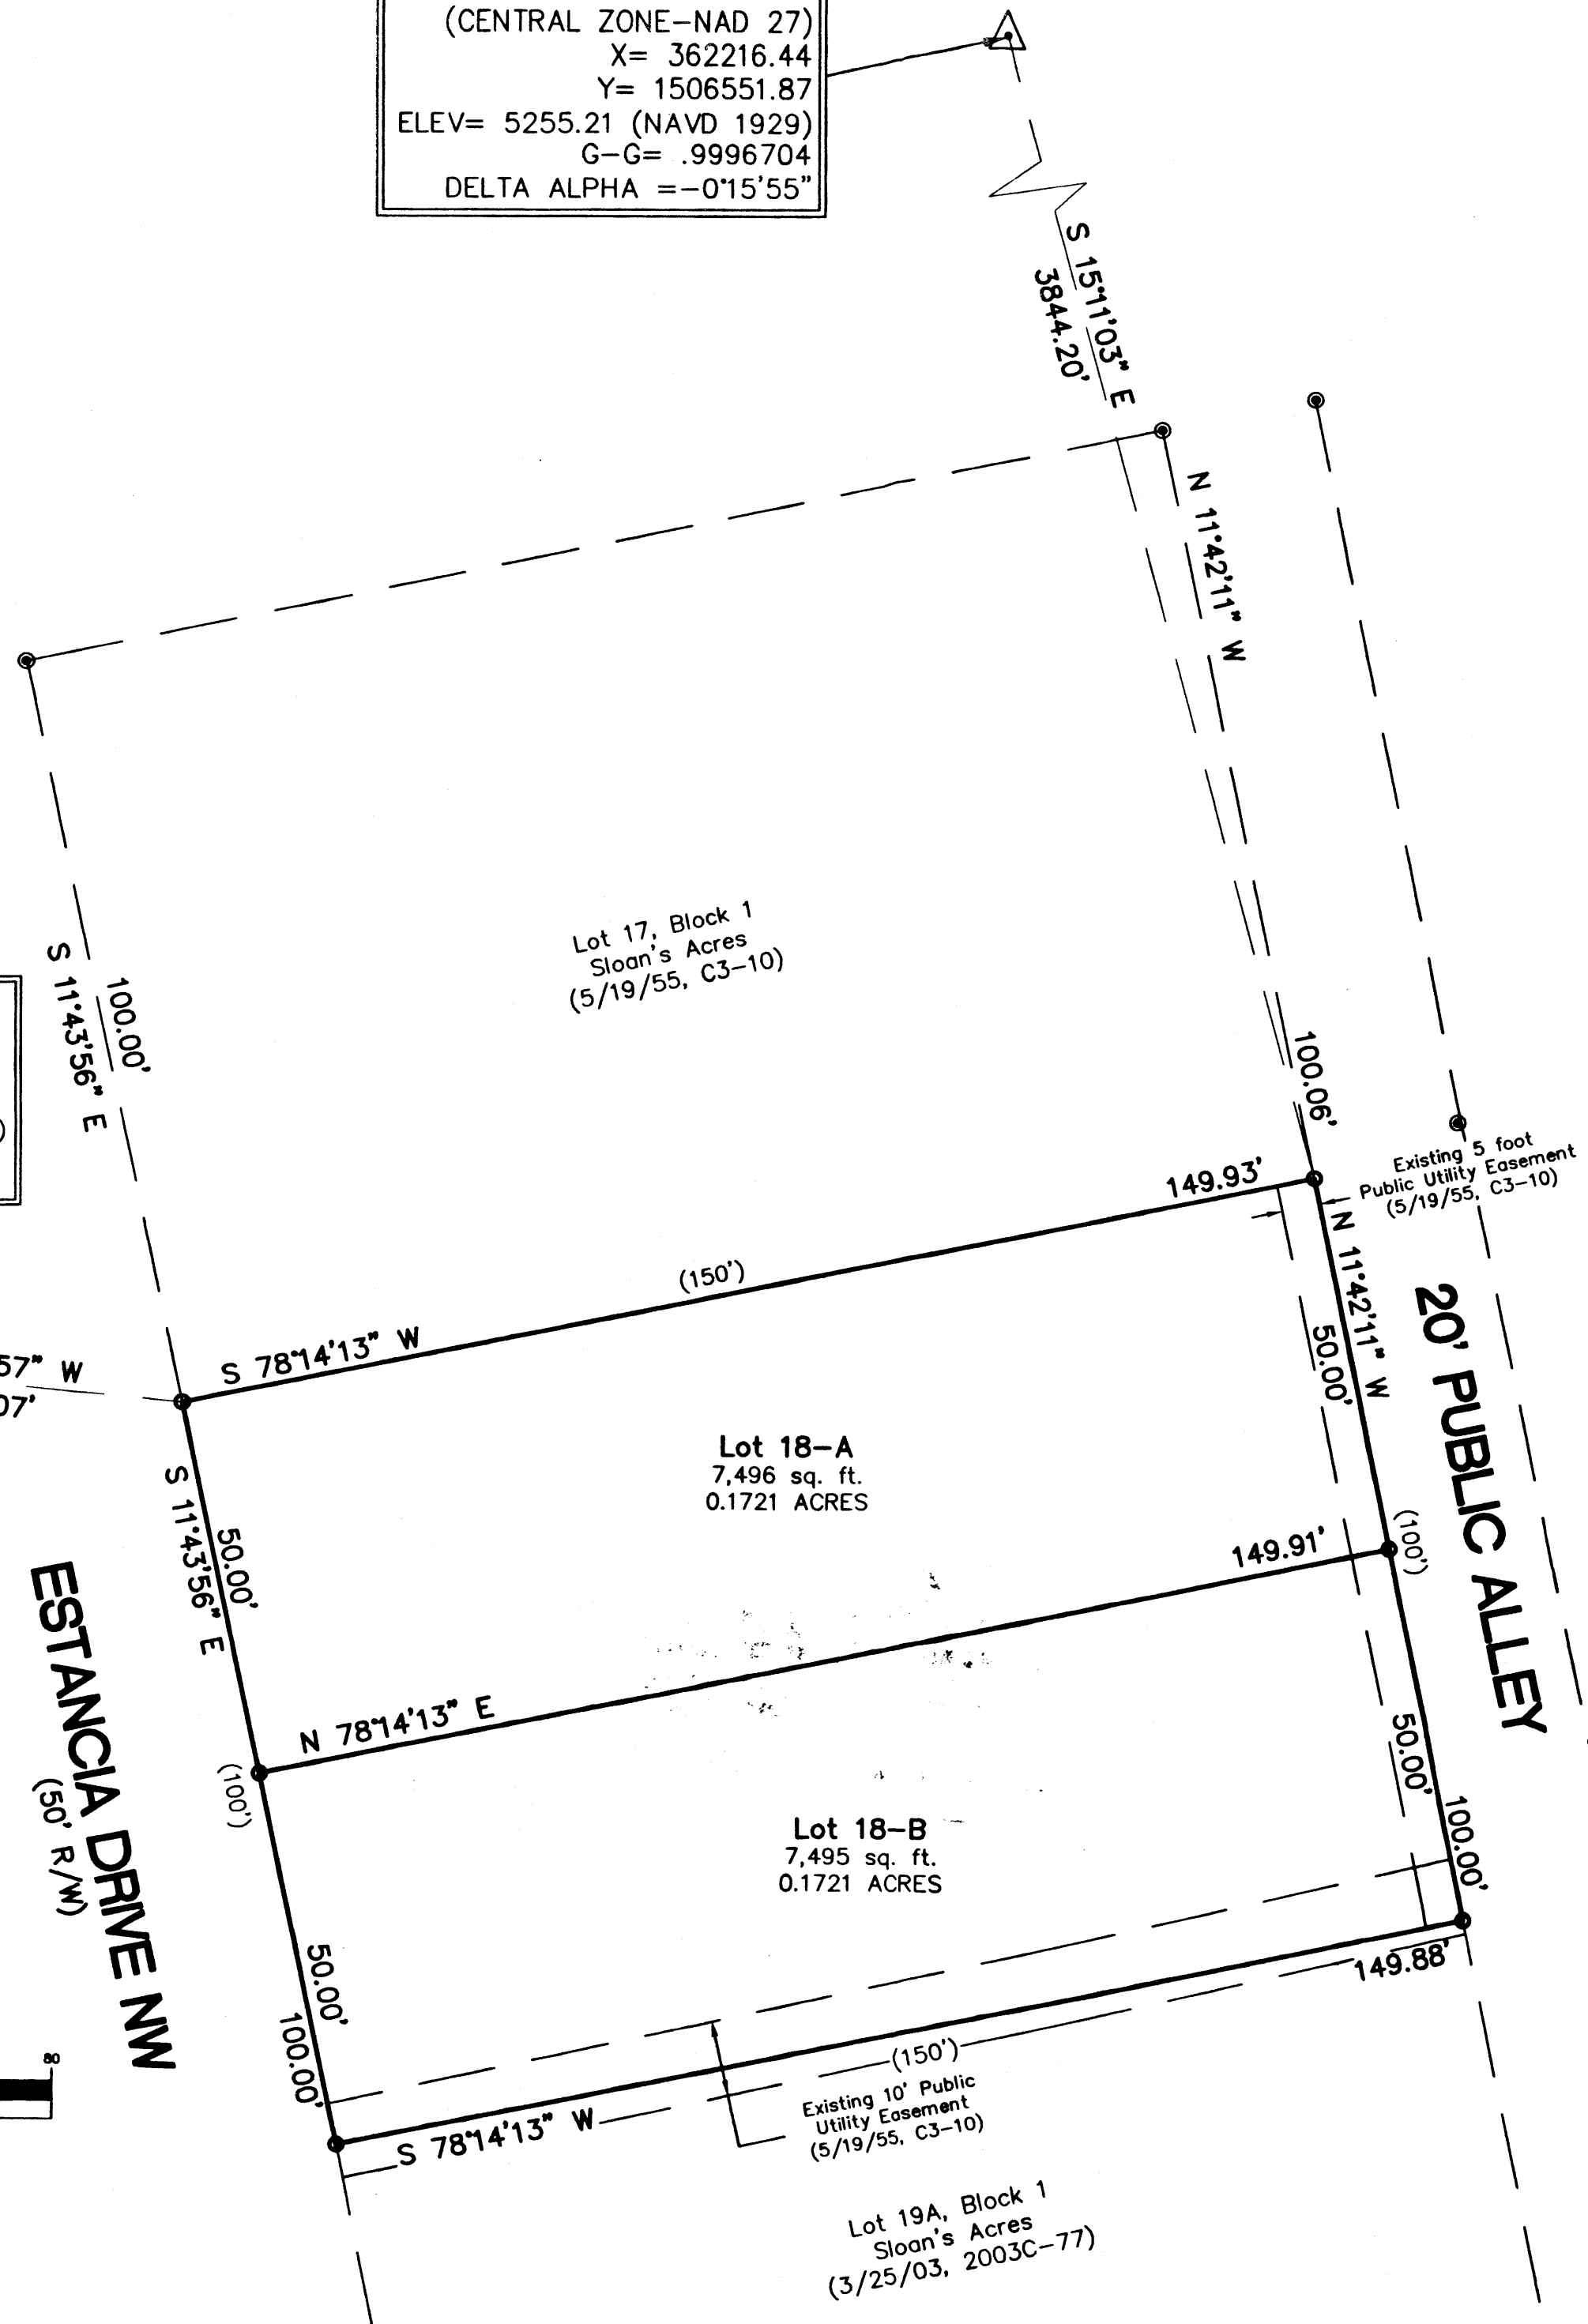 (CENTRAL ZONE-NAD 27)
X= 362216.44
Y= 1506551.87
ELEV= 5255.21 (NAVD 1929)
G-G= .9996704
DELTA ALPHA =-0°15'55"
S 15°11'03" E
3844.20'
N 11°42'11" W
100.06'
S 11°43'56" E
100.00'
Lot 17, Block 1
Sloan's Acres
(5/19/55, C3-10)
Existing 5 foot
Public Utility Easement
(5/19/55, C3-10)
149.93'
(150')
S 78°14'13" W
57" W
07'
N 11°42'11" W
50.00'
20' PUBLIC ALLEY
Lot 18-A
7,496 sq. ft.
0.1721 ACRES
S 11°43'56" E
50.00'
(100')
149.91'
N 78°14'13" E
(100')
ESTANCIA DRIVE NW
(50' R/W)
Lot 18-B
7,495 sq. ft.
0.1721 ACRES
50.00'
100.00'
50.00'
100.00'
149.88'
(150')
S 78°14'13" W
Existing 10' Public
Utility Easement
(5/19/55, C3-10)
80
Lot 19A, Block 1
Sloan's Acres
(3/25/03, 2003C-77)